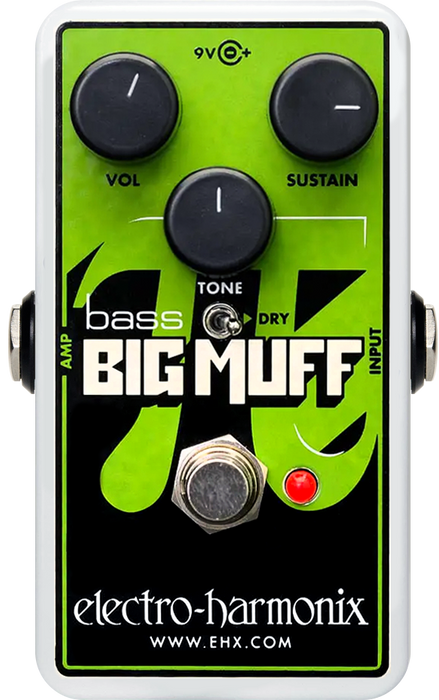 9V +
VOL
SUSTAIN
TONE
bass
DRY
AMP
BIG MUFF
INPUT
electro-harmonix
WWW.EHX.COM